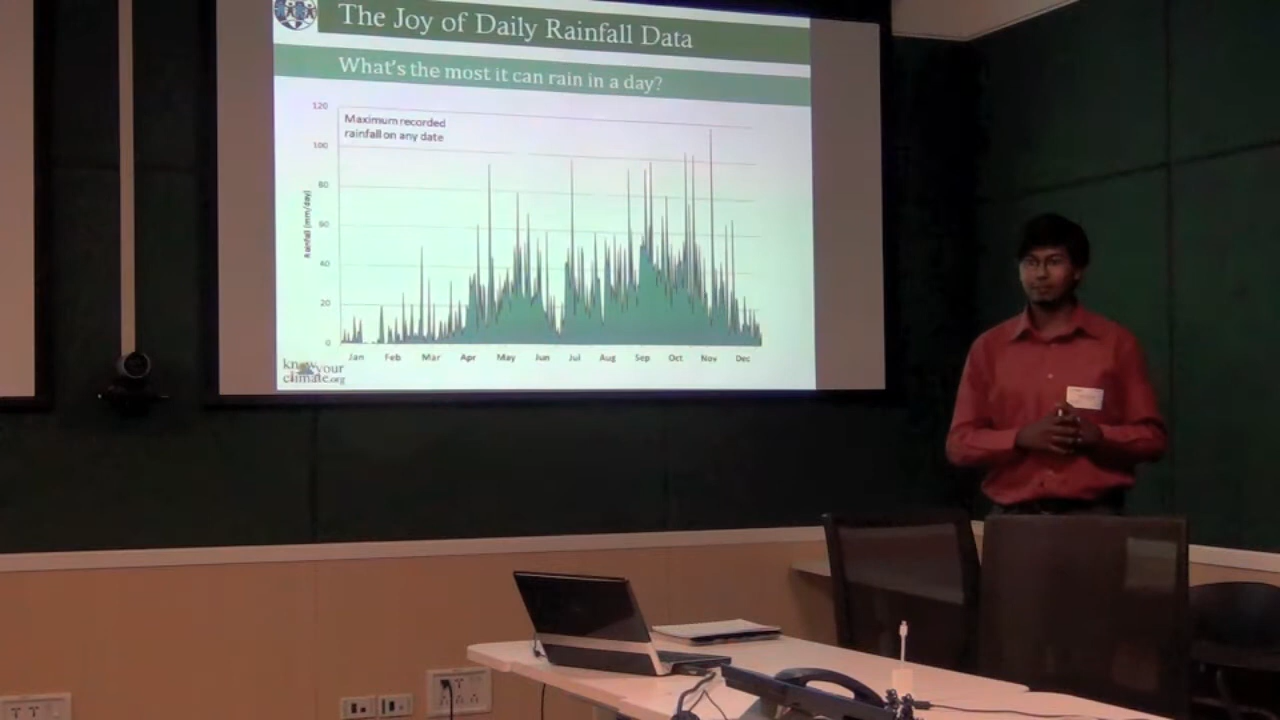 The Joy of Daily Rainfall Data
What's the most it can rain in a day?
Maximum recorded
rainfall on any date
120
100
80
60
40
20
0
Rainfall (mm/day)
Jan Feb Mar Apr May Jun Jul Aug Sep Oct Nov Dec
know your
climate.org